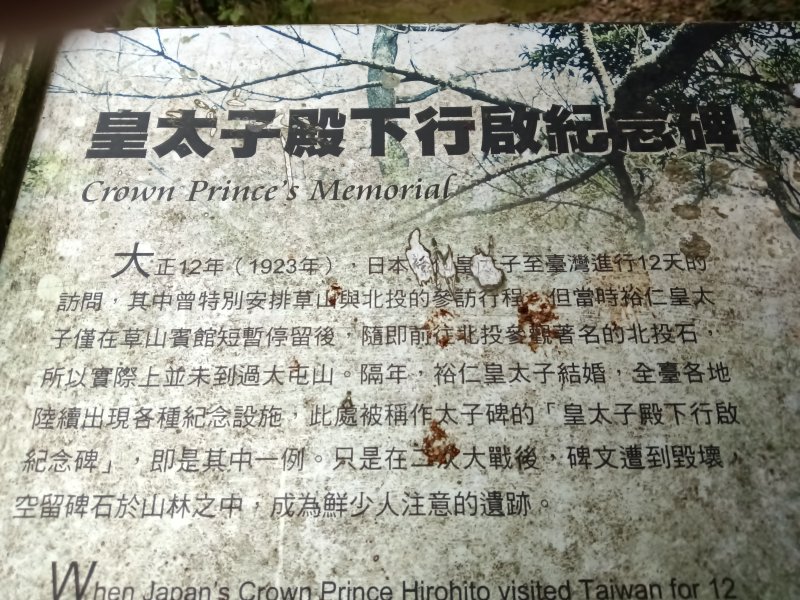 皇太子殿下行啟紀念碑
Crown Prince's Memorial
大正12年（1923年），日本裕仁皇太子至臺灣進行12天的
訪問，其中曾特別安排草山與北投的參訪行程。但當時裕仁皇太
子僅在草山賓館短暫停留後，隨即前往北投參觀著名的北投石，
所以實際上並未到過大屯山。隔年，裕仁皇太子結婚，全臺各地
陸續出現各種紀念設施，此處被稱作太子碑的「皇太子殿下行啟
紀念碑」，即是其中一例。只是在二次大戰後，碑文遭到毀壞，
空留碑石於山林之中，成為鮮少人注意的遺跡。
When Japan's Crown Prince Hirohito visited Taiwan for 12